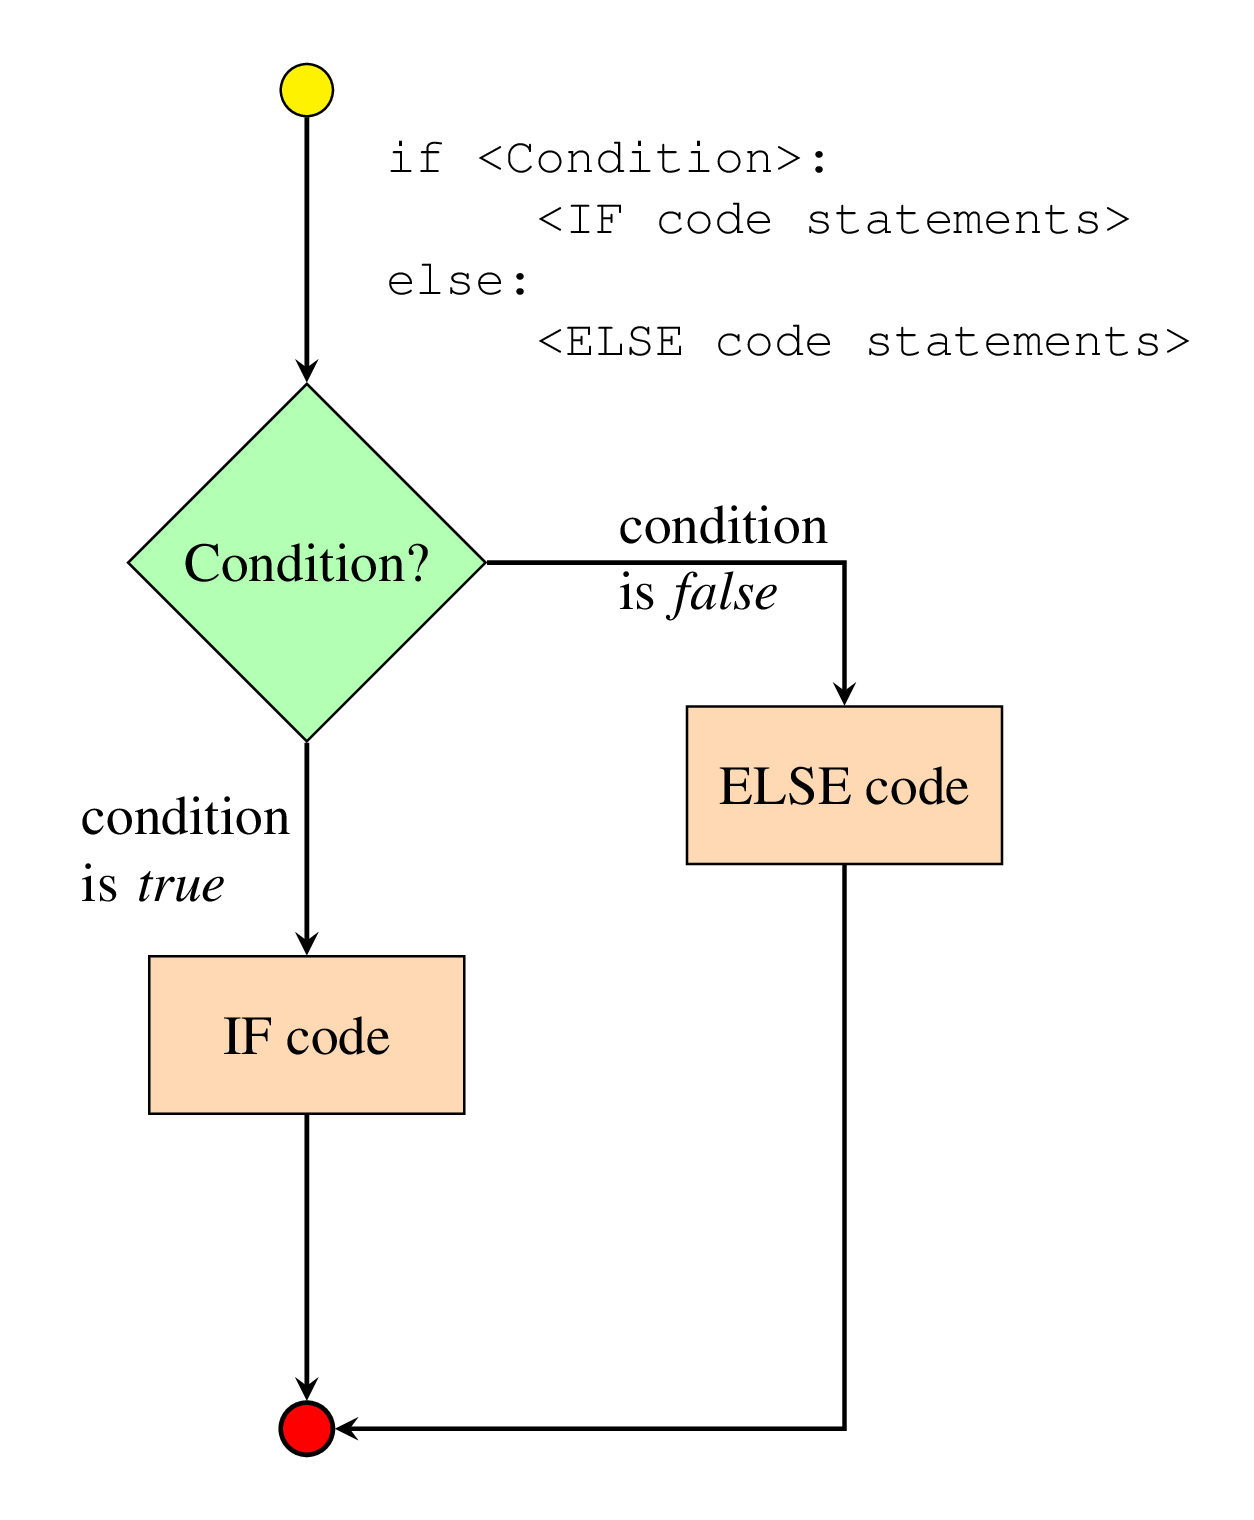 if <Condition>:
<IF code statements>
else:
<ELSE code statements>
Condition?
condition
is false
ELSE code
condition
is true
IF code